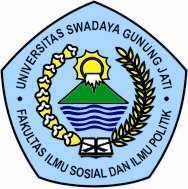 UNIVERSITAS SWADAYA GUNUNG JATI
FAKULTAS ILMU SOSIAL DAN ILMU POLITIK